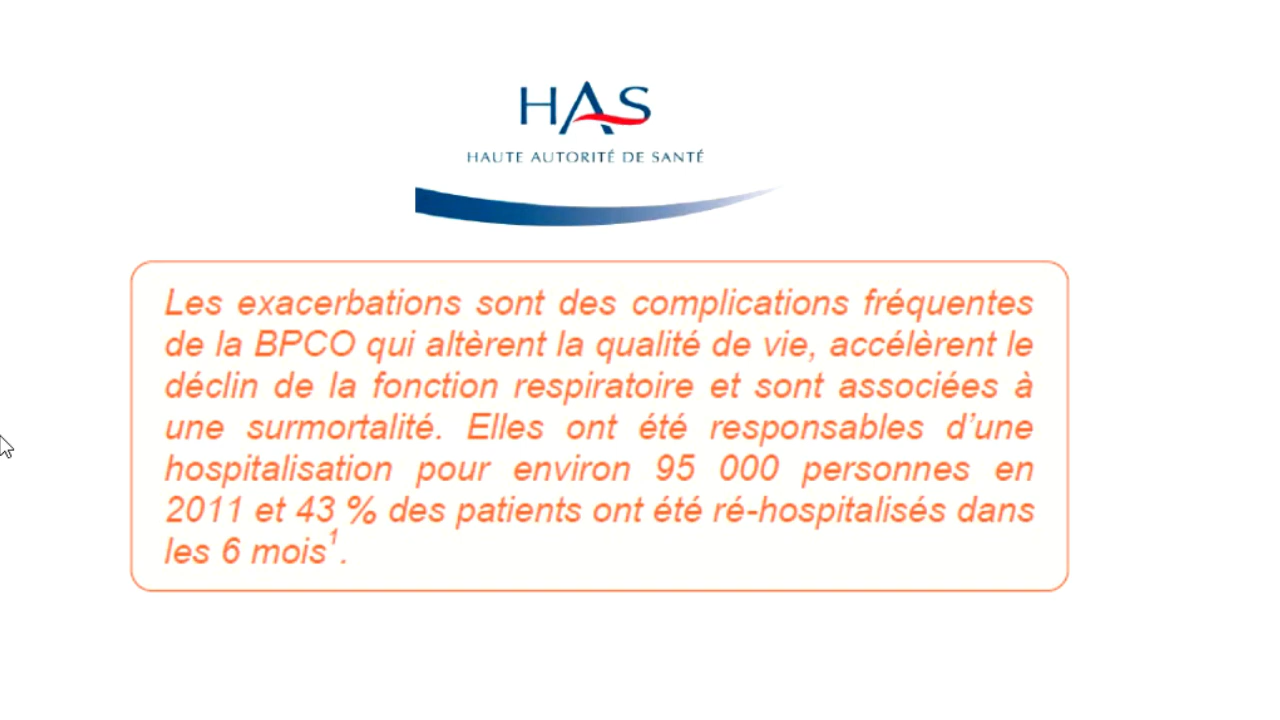 HAS
HAUTE AUTORITÉ DE SANTÉ
Les exacerbations sont des complications fréquentes
de la BPCO qui altèrent la qualité de vie, accélèrent le
déclin de la fonction respiratoire et sont associées à
une surmortalité. Elles ont été responsables d’une
hospitalisation pour environ 95 000 personnes en
2011 et 43 % des patients ont été ré-hospitalisés dans
les 6 mois¹.